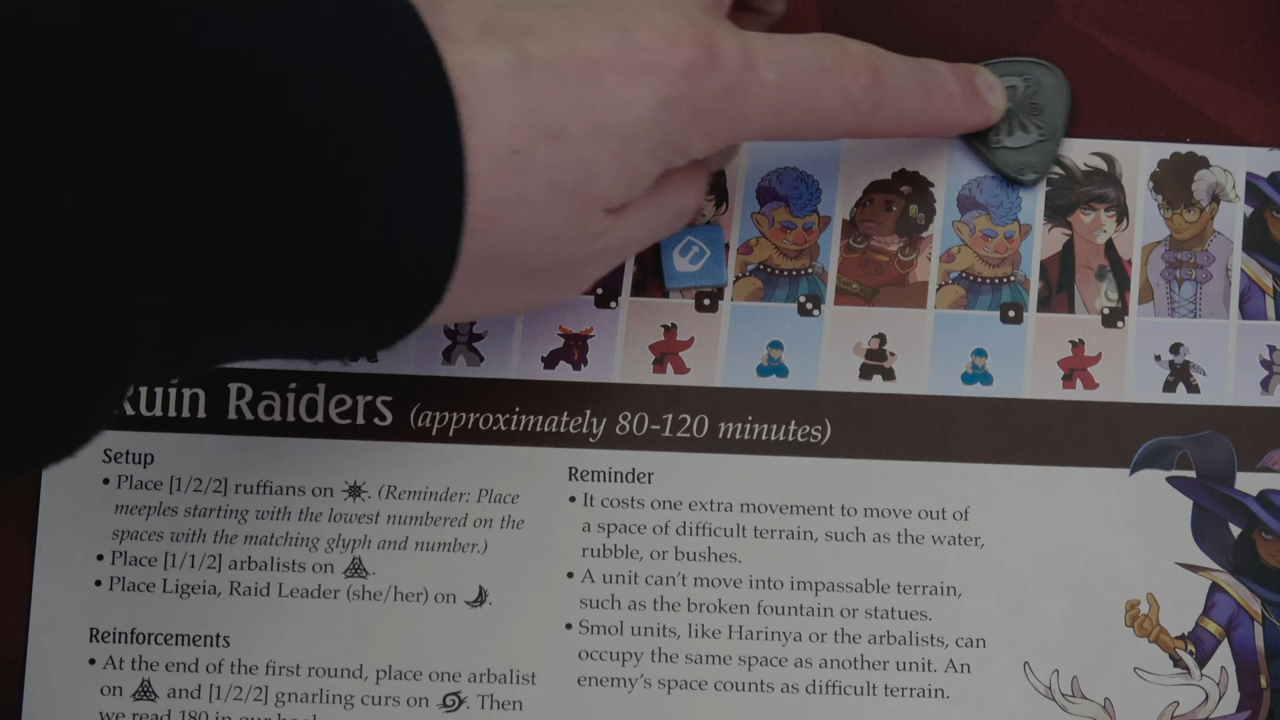 Ruin Raiders (approximately 80-120 minutes)
Setup
• Place [1/2/2] ruffians on . (Reminder: Place
meeples starting with the lowest numbered on the
spaces with the matching glyph and number.)
• Place [1/1/2] arbalists on .
• Place Ligeia, Raid Leader (she/her) on .
Reinforcements
• At the end of the first round, place one arbalist
on  and [1/2/2] gnarling curs on . Then
we read 180 in our
Reminder
• It costs one extra movement to move out of
a space of difficult terrain, such as the water,
rubble, or bushes.
• A unit can't move into impassable terrain,
such as the broken fountain or statues.
• Smol units, like Harinya or the arbalists, can
occupy the same space as another unit. An
enemy's space counts as difficult terrain.